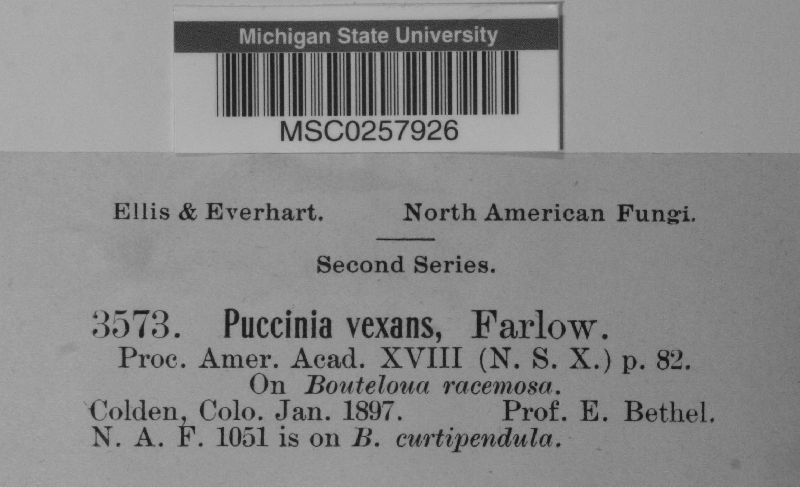 Michigan State University
MSC0257926
Ellis & Everhart. North American Fungi.
Second Series.
3573. Puccinia vexans, Farlow.
Proc. Amer. Acad. XVIII (N. S. X.) p. 82.
On Bouteloua racemosa.
Colden, Colo. Jan. 1897. Prof. E. Bethel.
N. A. F. 1051 is on B. curtipendula.